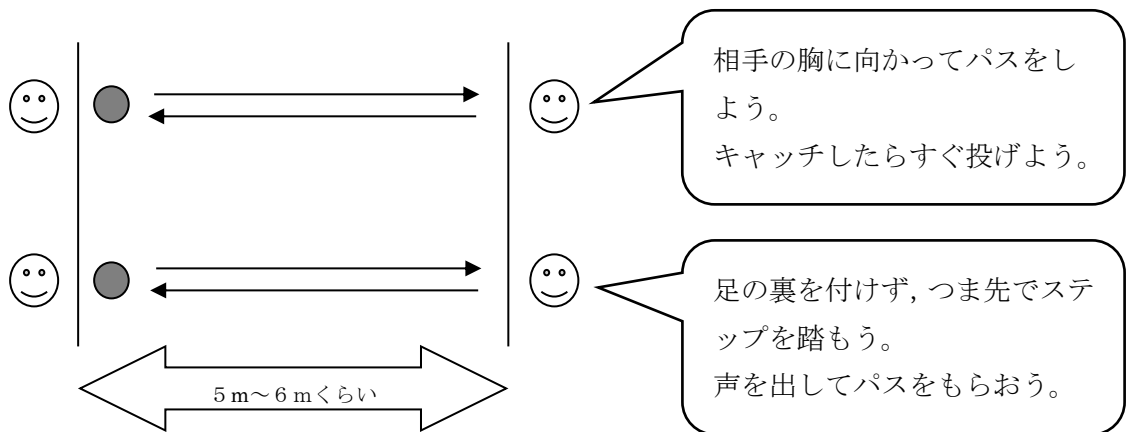 相手の胸に向かってパスをし
よう。
キャッチしたらすぐ投げよう。
足の裏を付けず，つま先でステ
ップを踏もう。
声を出してパスをもらおう。
５ｍ～６ｍくらい